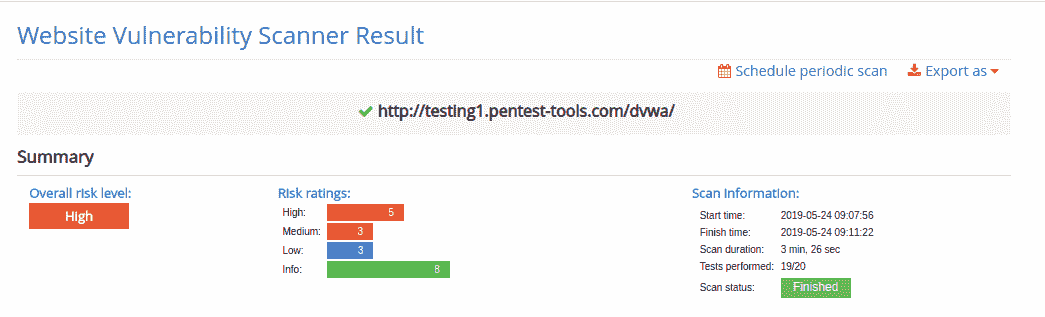 Website Vulnerability Scanner Result
Schedule periodic scan Export as
http://testing1.pentest-tools.com/dvwa/
Summary
Overall risk level:
High
Risk ratings:
High: 5
Medium: 3
Low: 3
Info: 8
Scan information:
Start time: 2019-05-24 09:07:56
Finish time: 2019-05-24 09:11:22
Scan duration: 3 min, 26 sec
Tests performed: 19/20
Scan status: Finished